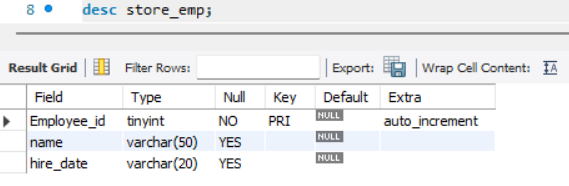 8 desc store_emp;
Result Grid Filter Rows: Export: Wrap Cell Content: IA
Field Type Null Key Default Extra
Employee_id tinyint NO PRI NULL auto_increment
name varchar(50) YES NULL
hire_date varchar(20) YES NULL